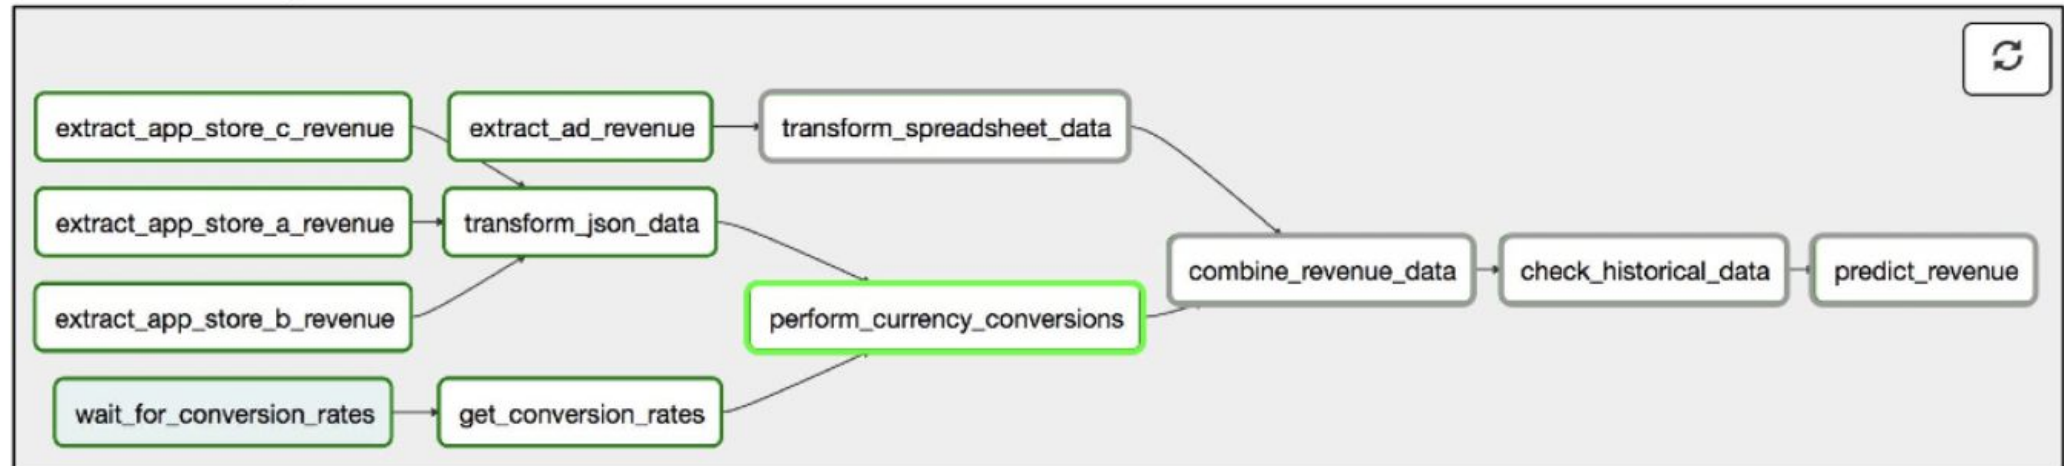 extract_app_store_c_revenue
extract_ad_revenue
transform_spreadsheet_data
extract_app_store_a_revenue
transform_json_data
combine_revenue_data
check_historical_data
predict_revenue
extract_app_store_b_revenue
perform_currency_conversions
wait_for_conversion_rates
get_conversion_rates